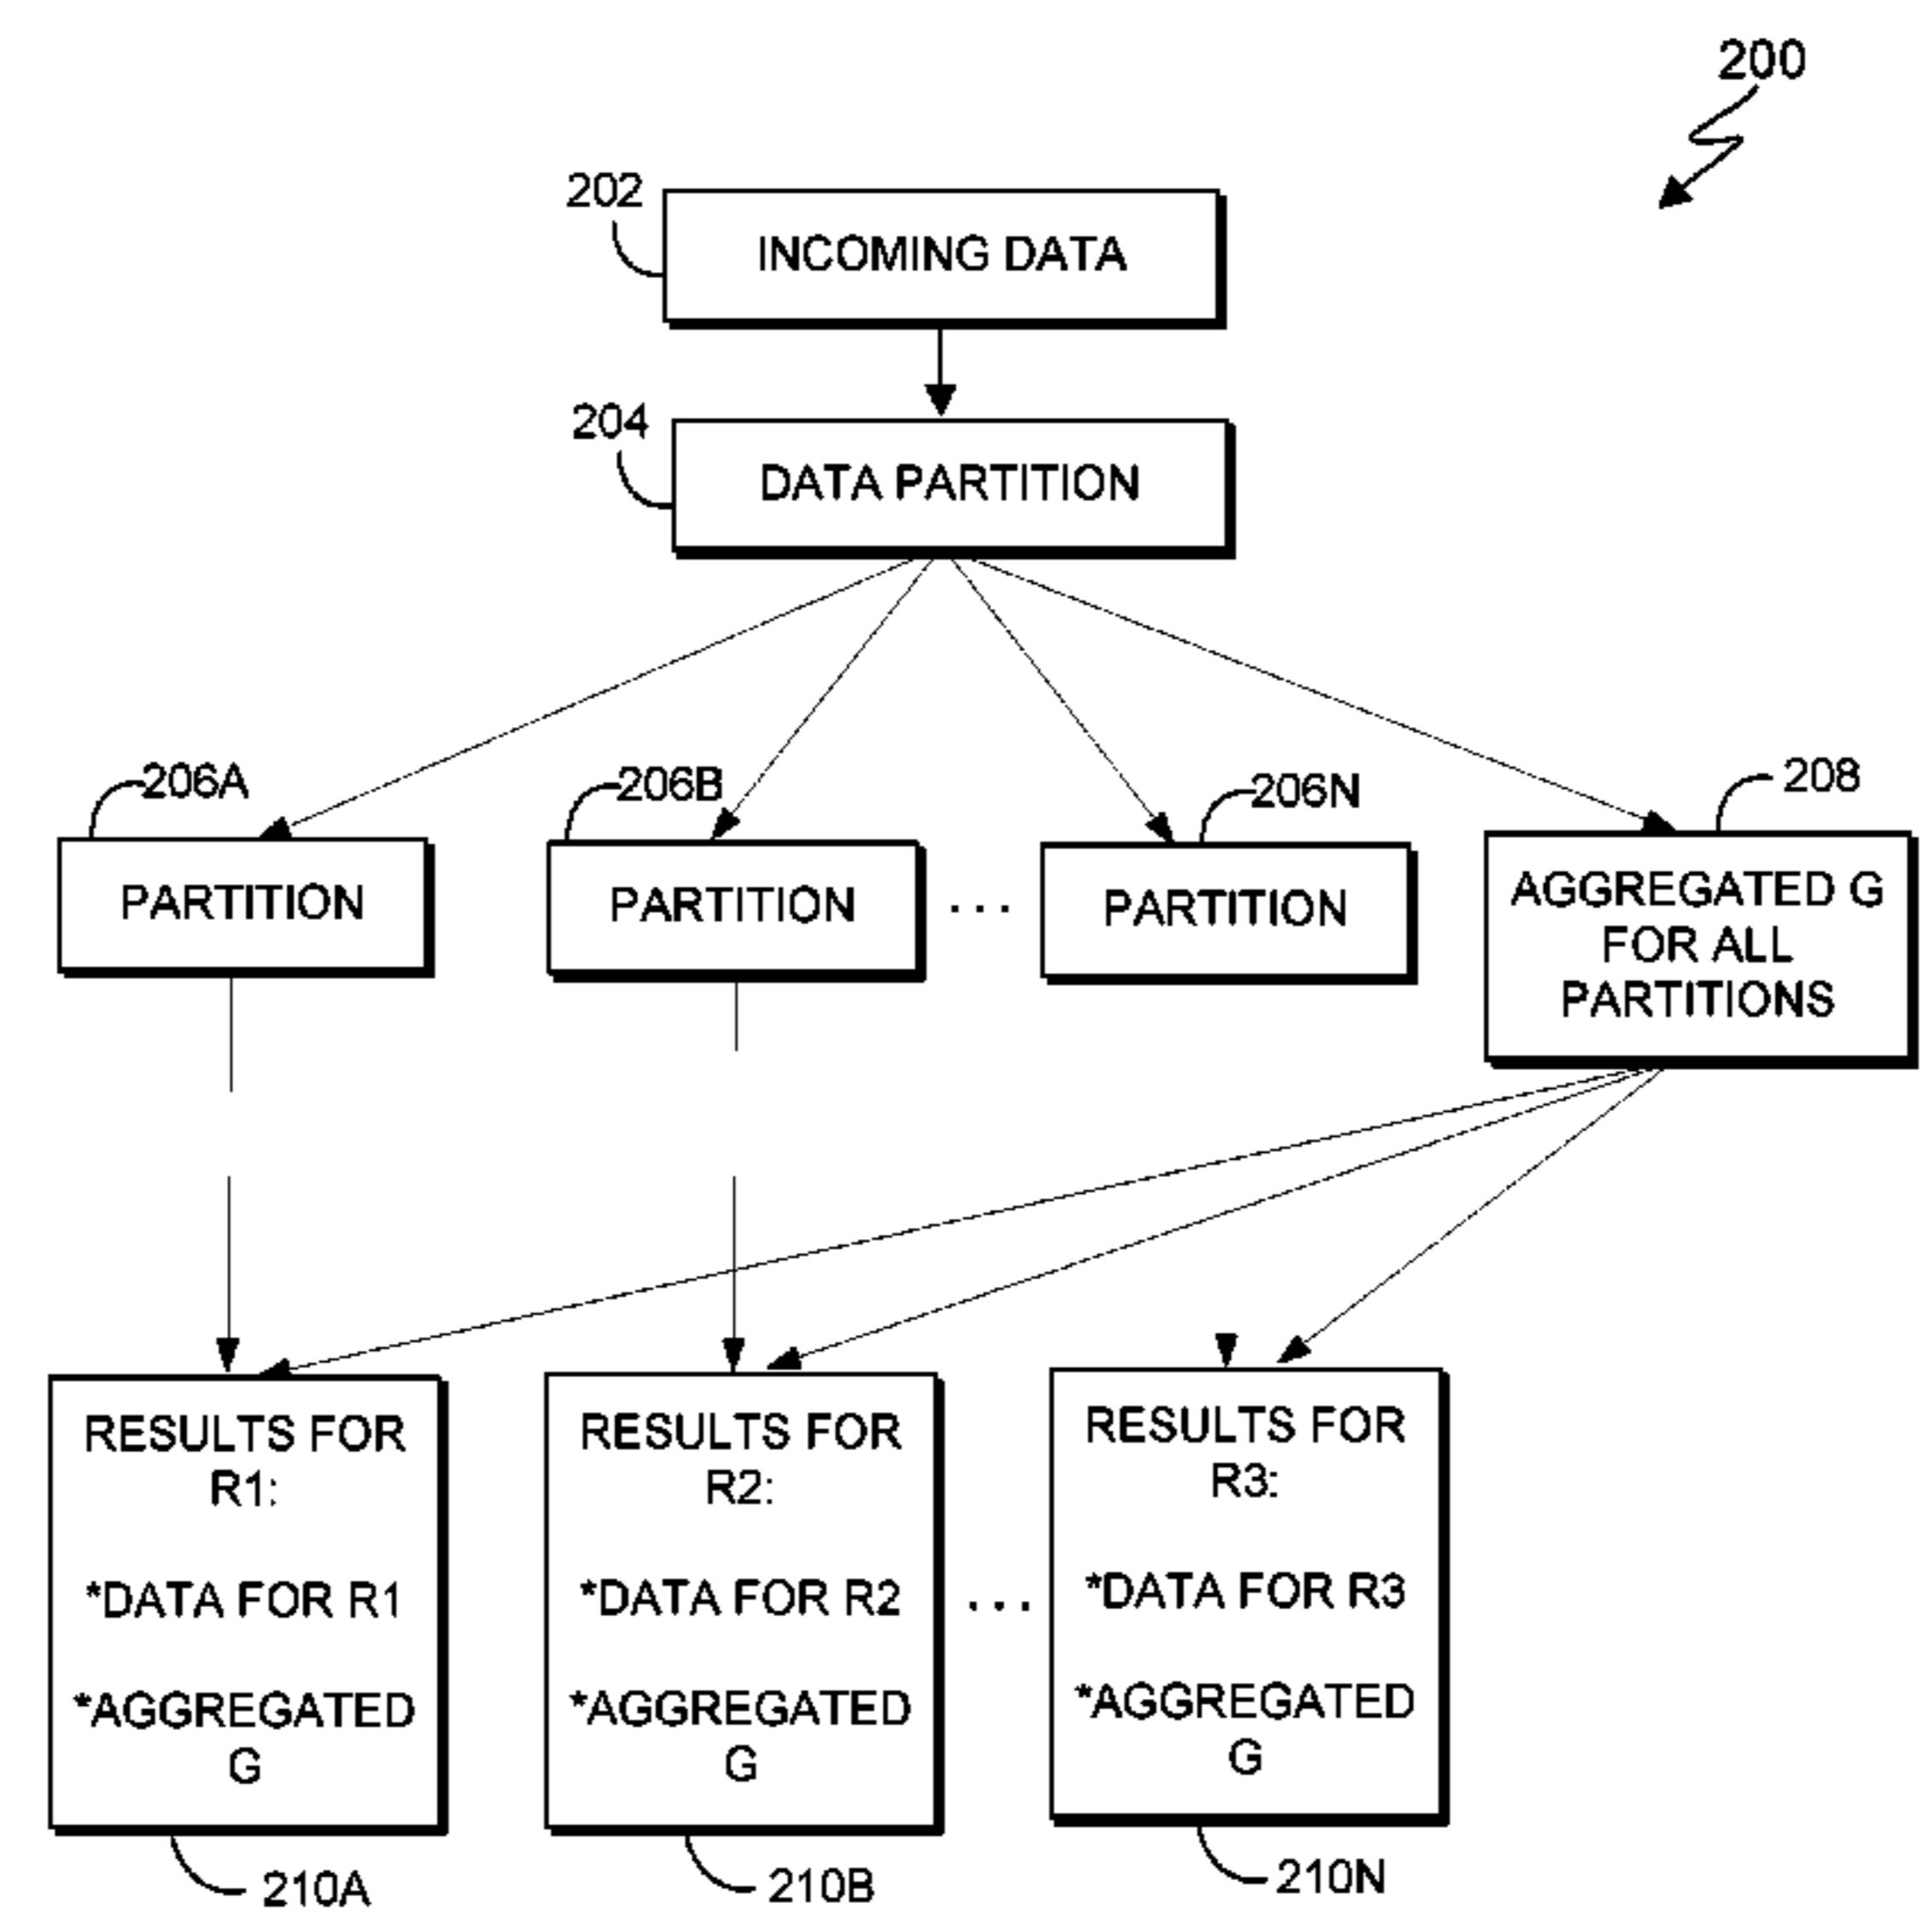 200
202
INCOMING DATA
204
DATA PARTITION
206A
206B
206N
208
PARTITION
PARTITION
...
PARTITION
AGGREGATED G
FOR ALL
PARTITIONS
RESULTS FOR
R1:
*DATA FOR R1
*AGGREGATED
G
RESULTS FOR
R2:
*DATA FOR R2
*AGGREGATED
G
...
RESULTS FOR
R3:
*DATA FOR R3
*AGGREGATED
G
210A
210B
210N